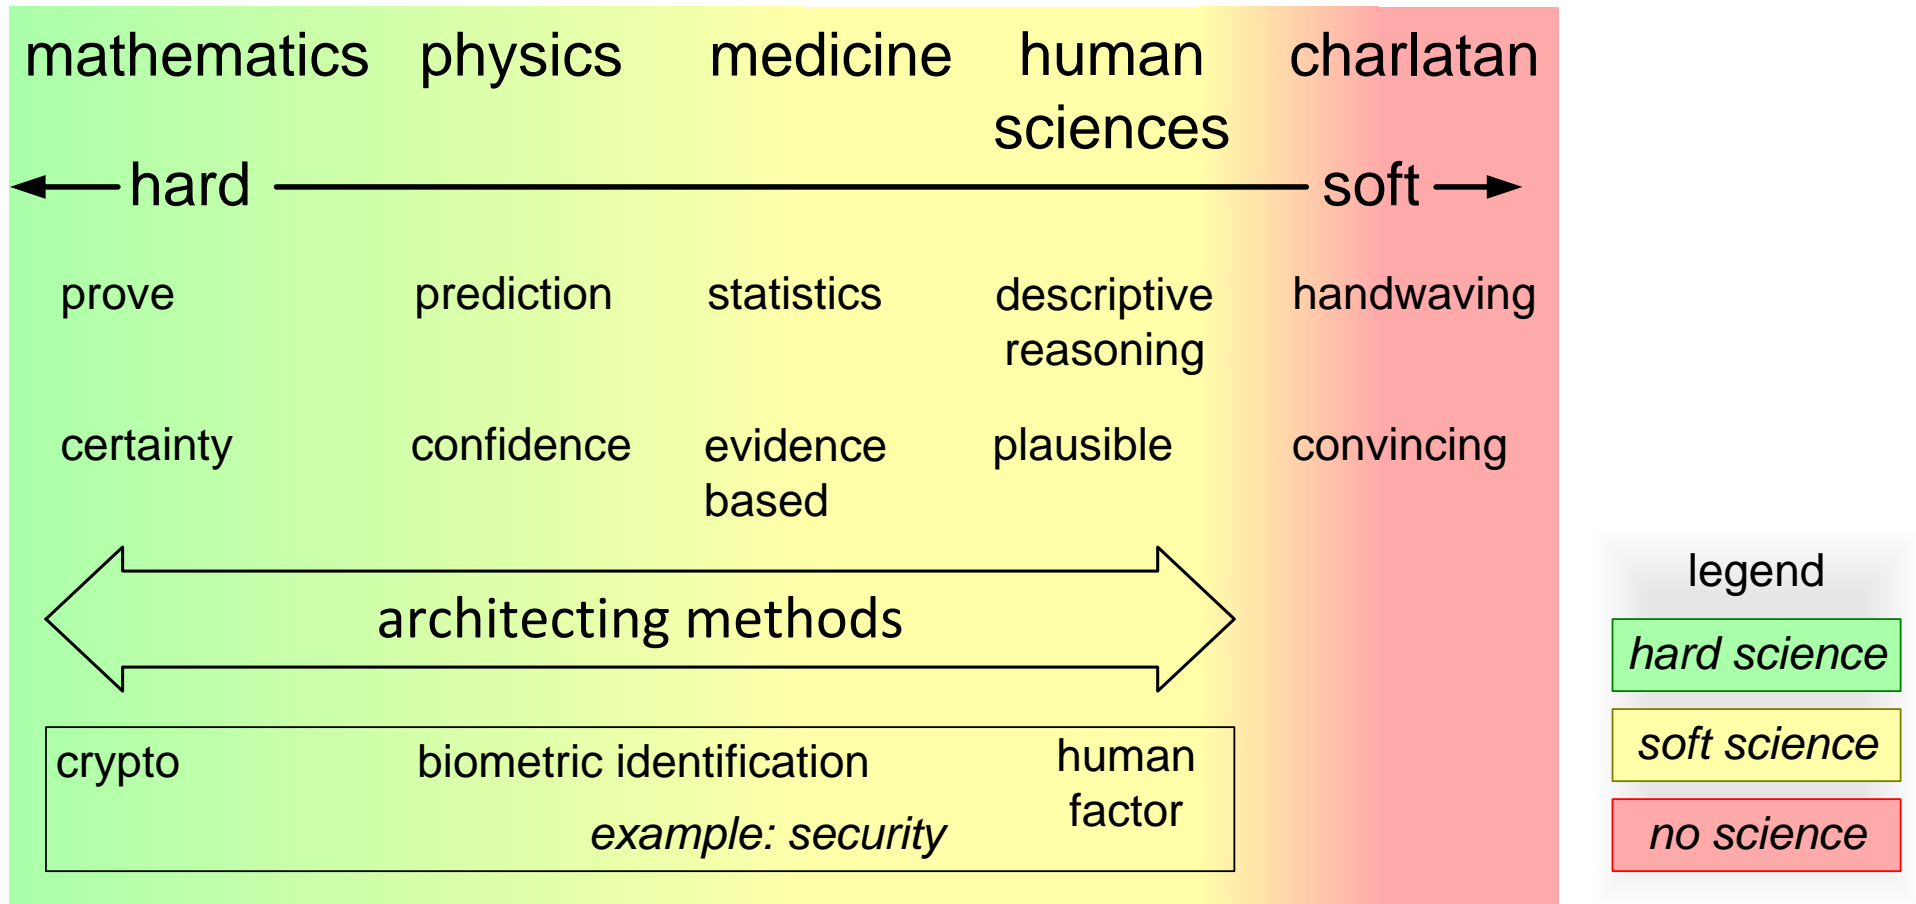 mathematics physics medicine human sciences charlatan
hard soft
prove prediction statistics descriptive reasoning handwaving
certainty confidence evidence based plausible convincing
architecting methods
crypto biometric identification human factor
example: security
legend
hard science
soft science
no science